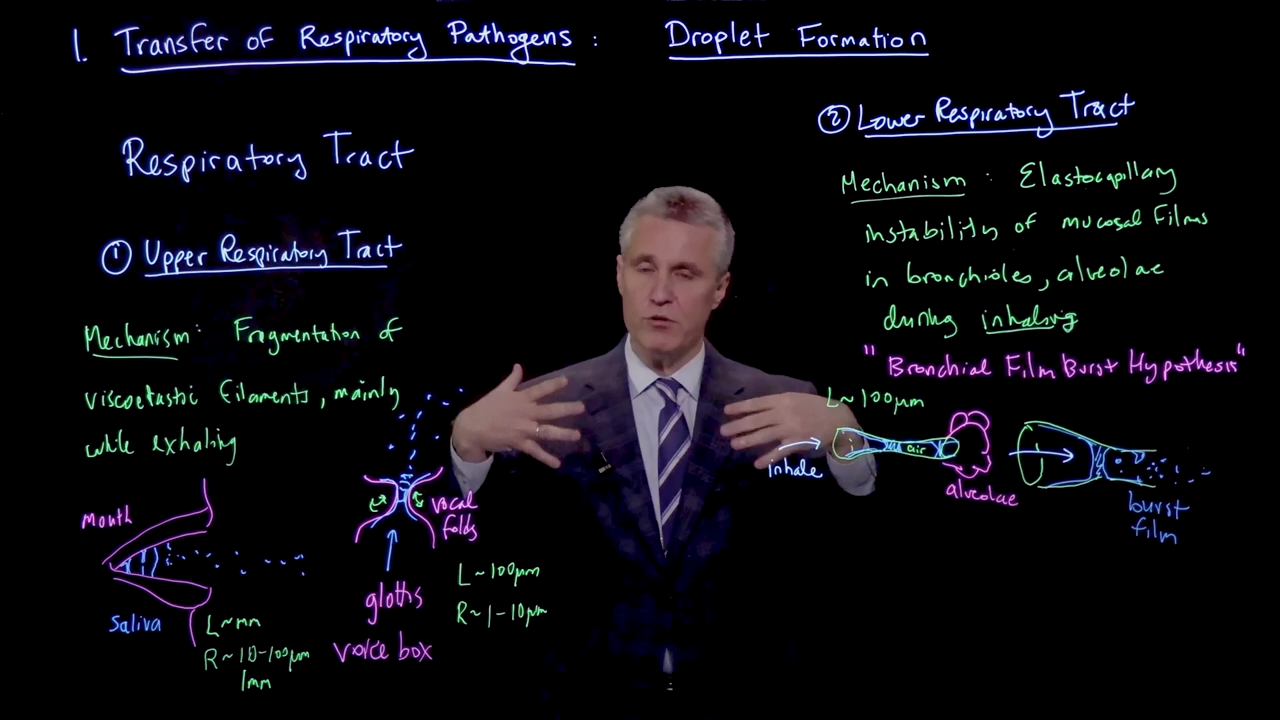 1. Transfer of Respiratory Pathogens : Droplet Formation
Respiratory Tract
① Upper Respiratory Tract
Mechanism: Fragmentation of
viscoelastic filaments, mainly
while exhaling
Mouth
saliva
L~mm
R~10-100μm
1mm
vocal
folds
gloths
voice box
L~100μm
R~1-10μm
② Lower Respiratory Tract
Mechanism : Elastocapillary
instability of mucosal films
in bronchioles, alveolae
during inhaling
"Bronchial Film Burst Hypothesis"
L~100μm
inhale
air
alveolae
burst
film